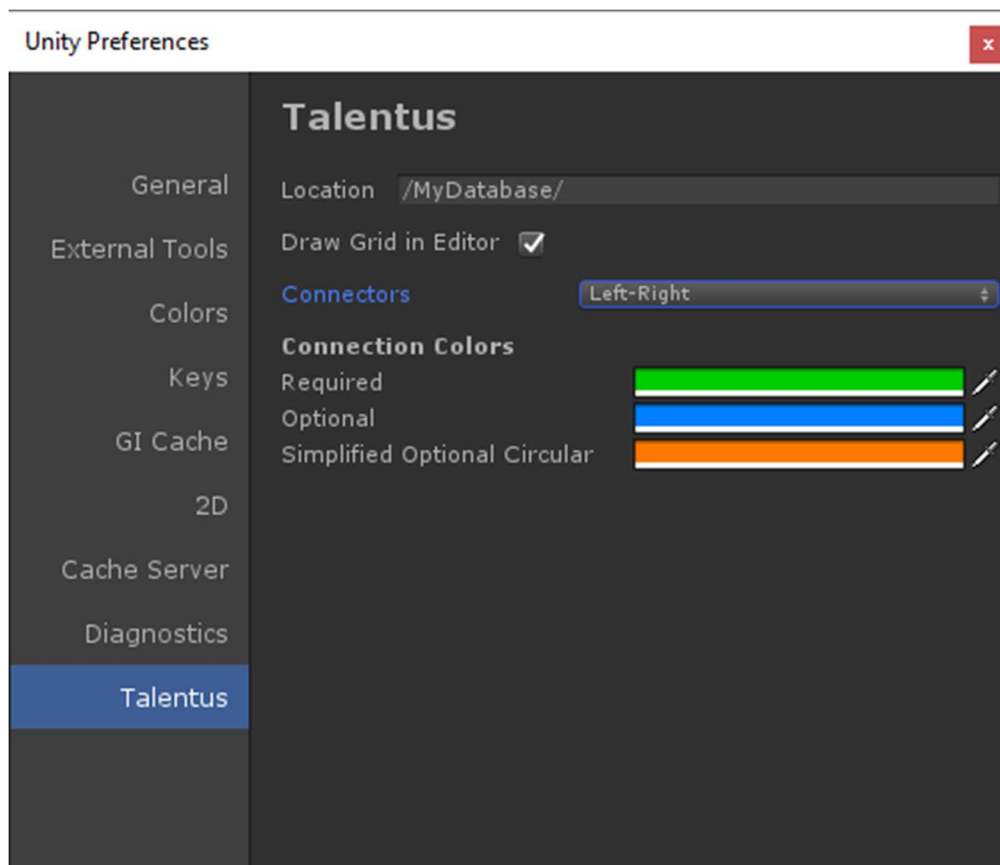 Unity Preferences
x
General
External Tools
Colors
Keys
GI Cache
2D
Cache Server
Diagnostics
Talentus
Talentus
Location /MyDatabase/
Draw Grid in Editor
Connectors Left-Right
Connection Colors
Required
Optional
Simplified Optional Circular